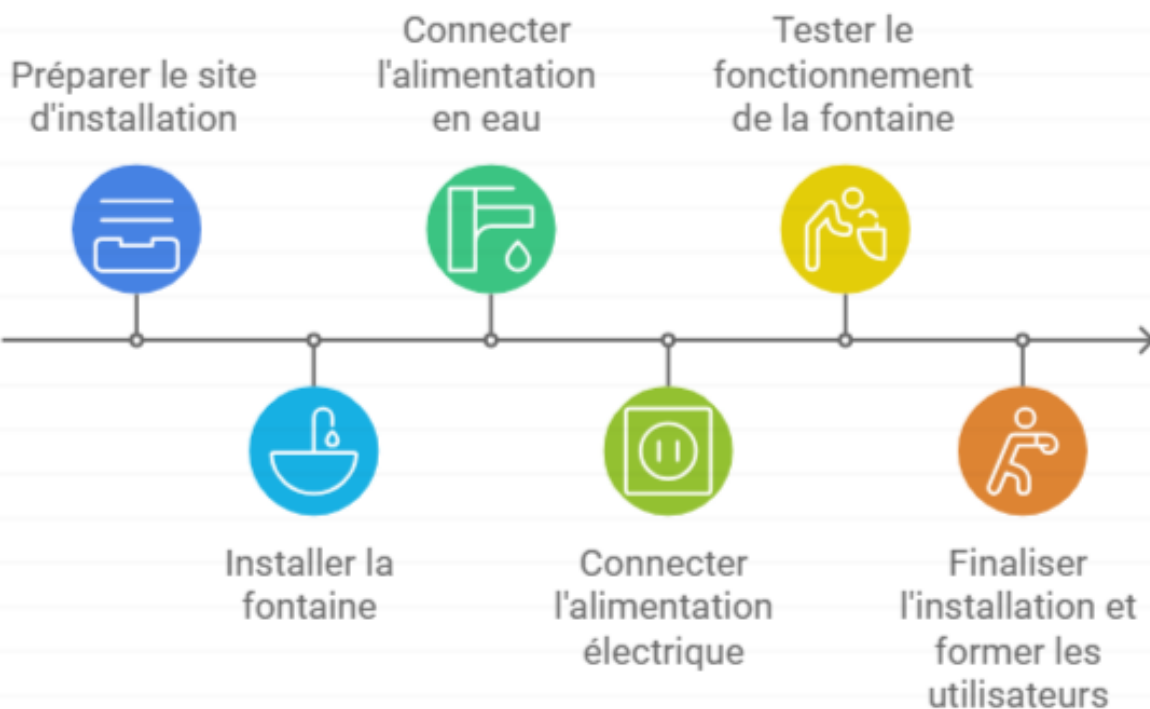 Préparer le site
d'installation
Installer la
fontaine
Connecter
l'alimentation
en eau
Connecter
l'alimentation
électrique
Tester le
fonctionnement
de la fontaine
Finaliser
l'installation et
former les
utilisateurs